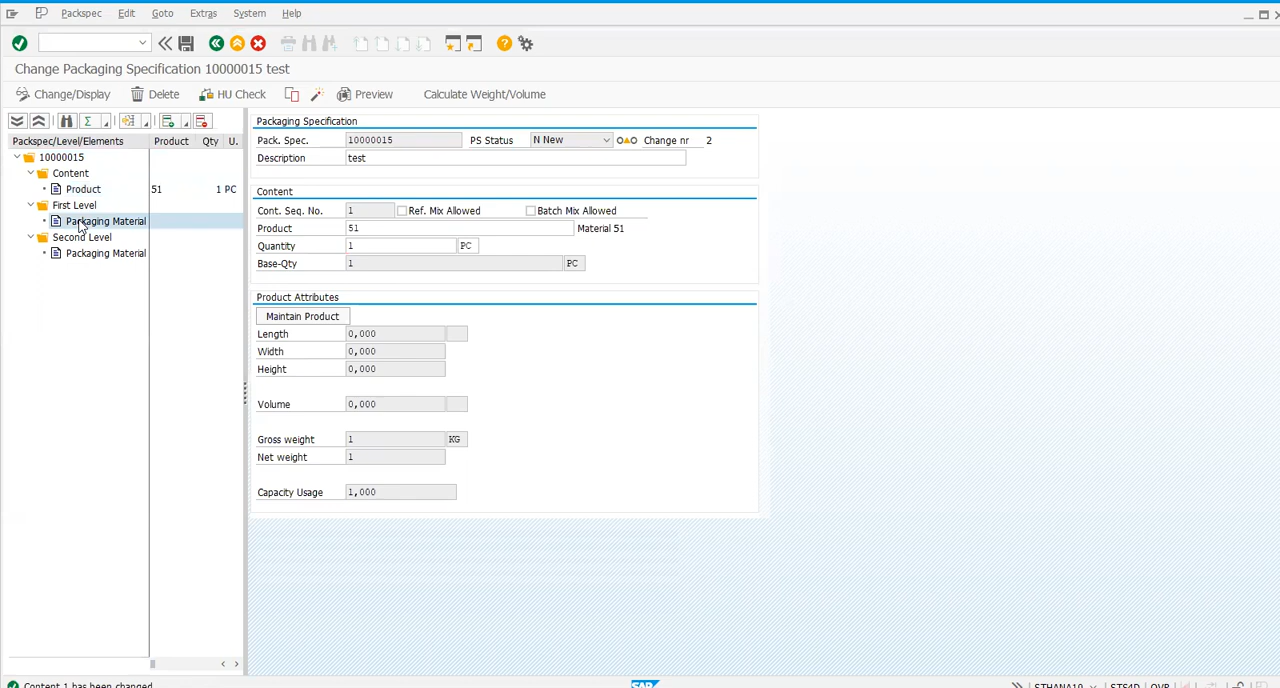 Packspec Edit Goto Extras System Help
Change Packaging Specification 10000015 test
Change/Display Delete HU Check Preview Calculate Weight/Volume
Packspec/Level/Elements Product Qty U.
10000015
Content
Product 51 1 PC
First Level
Packaging Material
Second Level
Packaging Material
Packaging Specification
Pack. Spec. 10000015 PS Status N New Change nr 2
Description test
Content
Cont. Seq. No. 1 Ref. Mix Allowed Batch Mix Allowed
Product 51 Material 51
Quantity 1 PC
Base-Qty 1 PC
Product Attributes
Maintain Product
Length 0,000
Width 0,000
Height 0,000
Volume 0,000
Gross weight 1 KG
Net weight 1
Capacity Usage 1,000
Content 1 has been changed
SAP STHANA19 STS4D OVR